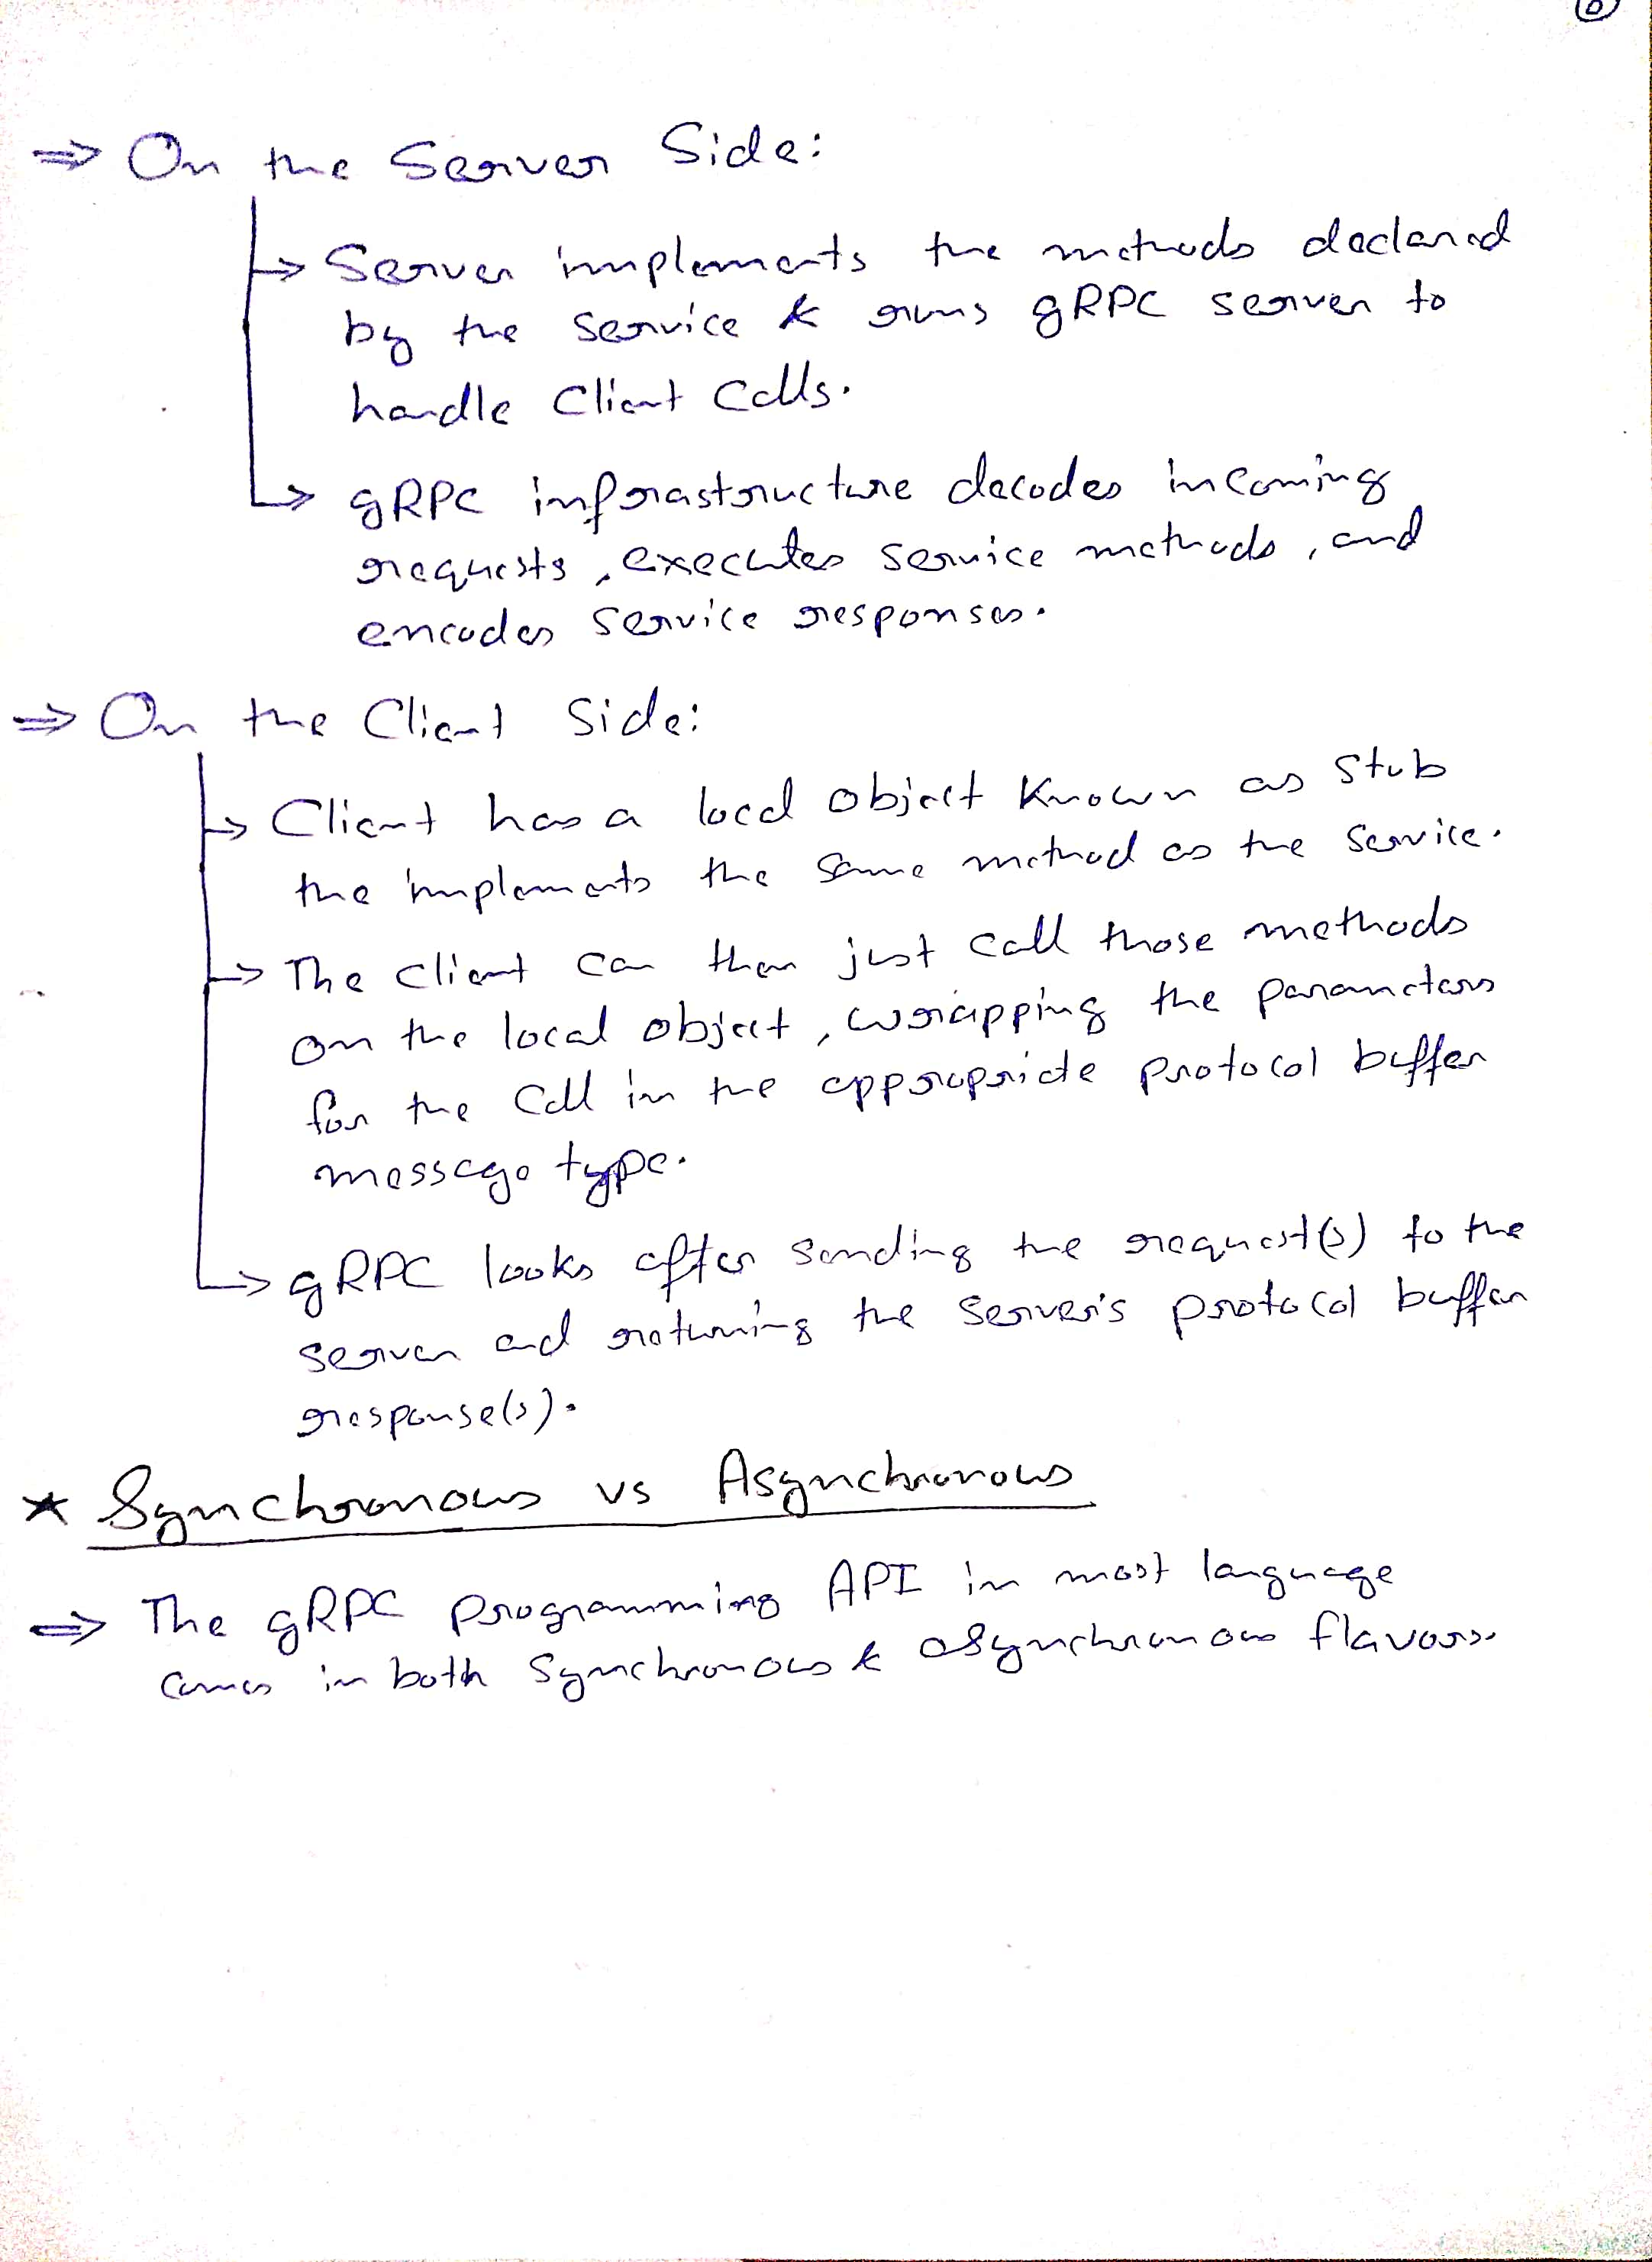 ⇒ On the Server Side:
↳ Server implements the methods declared
by the service & runs gRPC server to
handle Client Calls.
↳ gRPC infrastructure decodes incoming
requests, executes service methods, and
encodes service responses.
⇒ On the Client Side:
↳ Client has a local object known as stub
the implements the same method as the service.
↳ The client can then just call those methods
on the local object, wrapping the parameters
for the call in the appropriate protocol buffer
message type.
↳ gRPC looks after sending the request(s) to the
server and returning the server's protocol buffer
response(s).
★ Synchronous vs Asynchronous
⇒ The gRPC programming API in most language
comes in both synchronous & asynchronous flavors.